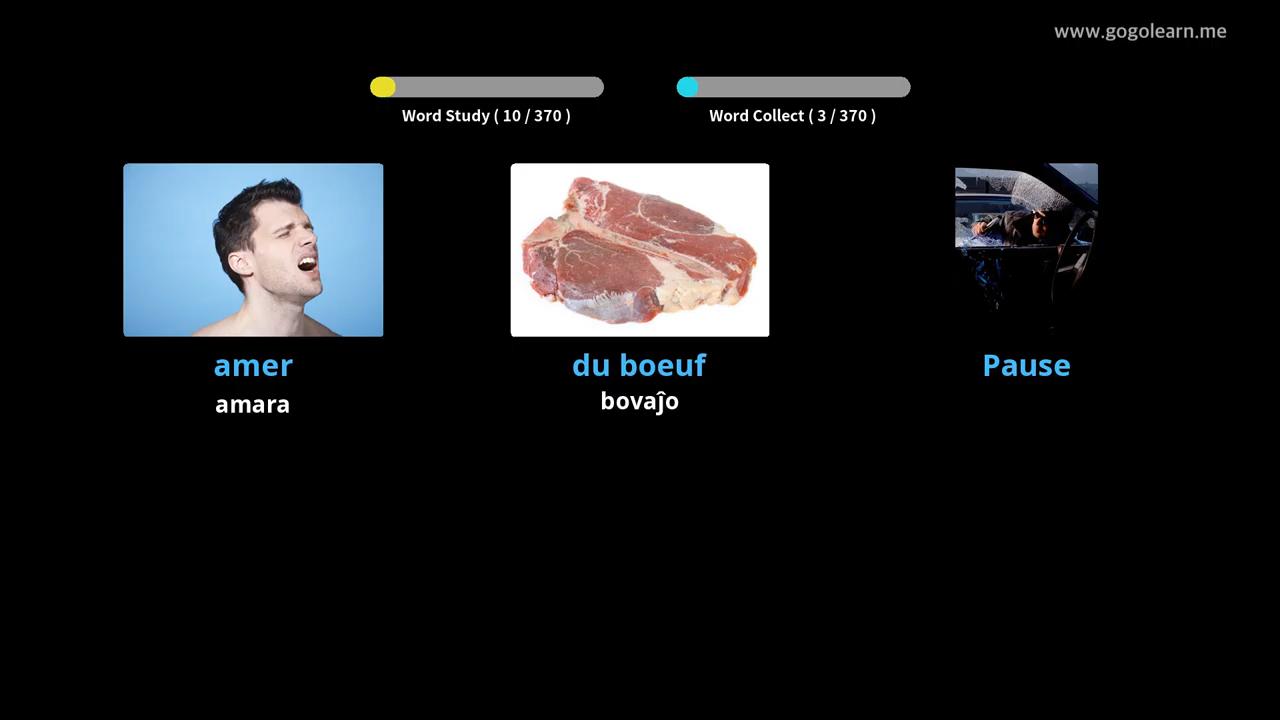 www.gogolearn.me
Word Study ( 10 / 370 )
Word Collect ( 3 / 370 )
amer
amara
du boeuf
bovaĵo
Pause